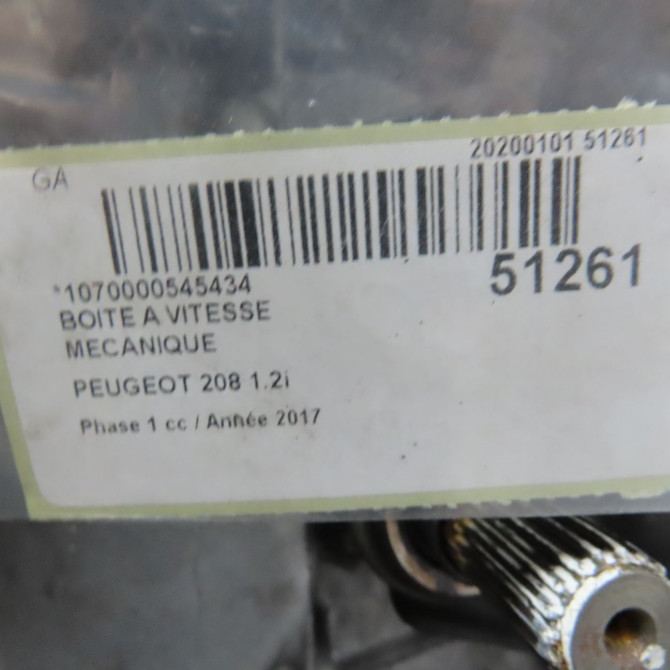 20200101 51261
GA
51261
*1070000545434
BOITE A VITESSE
MECANIQUE
PEUGEOT 208 1.2i
Phase 1 cc / Année 2017